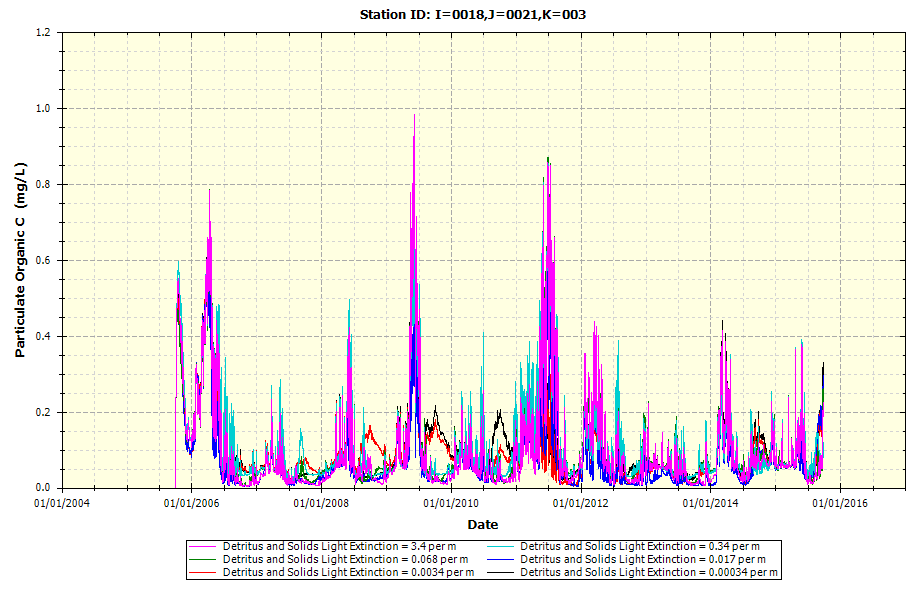 Station ID: I=0018,J=0021,K=003
Particulate Organic C (mg/L)
1.2
1.0
0.8
0.6
0.4
0.2
0.0
01/01/2004 01/01/2006 01/01/2008 01/01/2010 01/01/2012 01/01/2014 01/01/2016
Date
Detritus and Solids Light Extinction = 3.4 per m Detritus and Solids Light Extinction = 0.34 per m
Detritus and Solids Light Extinction = 0.068 per m Detritus and Solids Light Extinction = 0.017 per m
Detritus and Solids Light Extinction = 0.0034 per m Detritus and Solids Light Extinction = 0.00034 per m